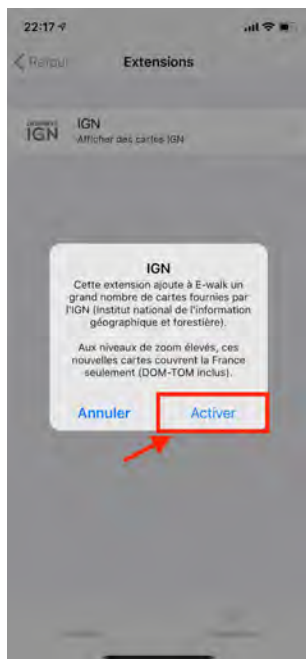 22:17
Retour
Extensions
IGN
IGN
Afficher des cartes IGN
IGN
Cette extension ajoute à E-walk un
grand nombre de cartes fournies par
l'IGN (Institut national de l'information
géographique et forestière).
Aux niveaux de zoom élevés, ces
nouvelles cartes couvrent la France
seulement (DOM-TOM inclus).
Annuler
Activer